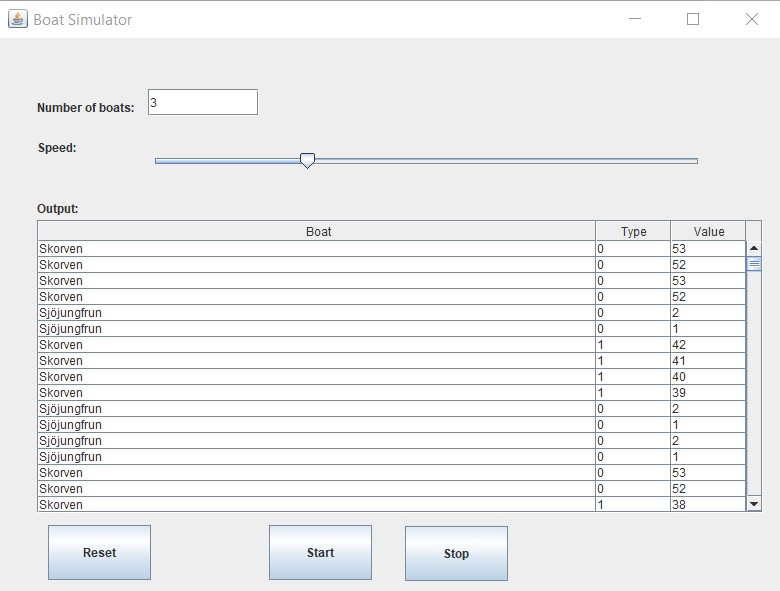 Boat Simulator
Number of boats: 3
Speed:
Output:
Boat Type Value
Skorven 0 53
Skorven 0 52
Skorven 0 53
Skorven 0 52
Sjöjungfrun 0 2
Sjöjungfrun 0 1
Skorven 1 42
Skorven 1 41
Skorven 1 40
Skorven 1 39
Sjöjungfrun 0 2
Sjöjungfrun 0 1
Sjöjungfrun 0 2
Sjöjungfrun 0 1
Skorven 0 53
Skorven 0 52
Skorven 1 38
Reset Start Stop